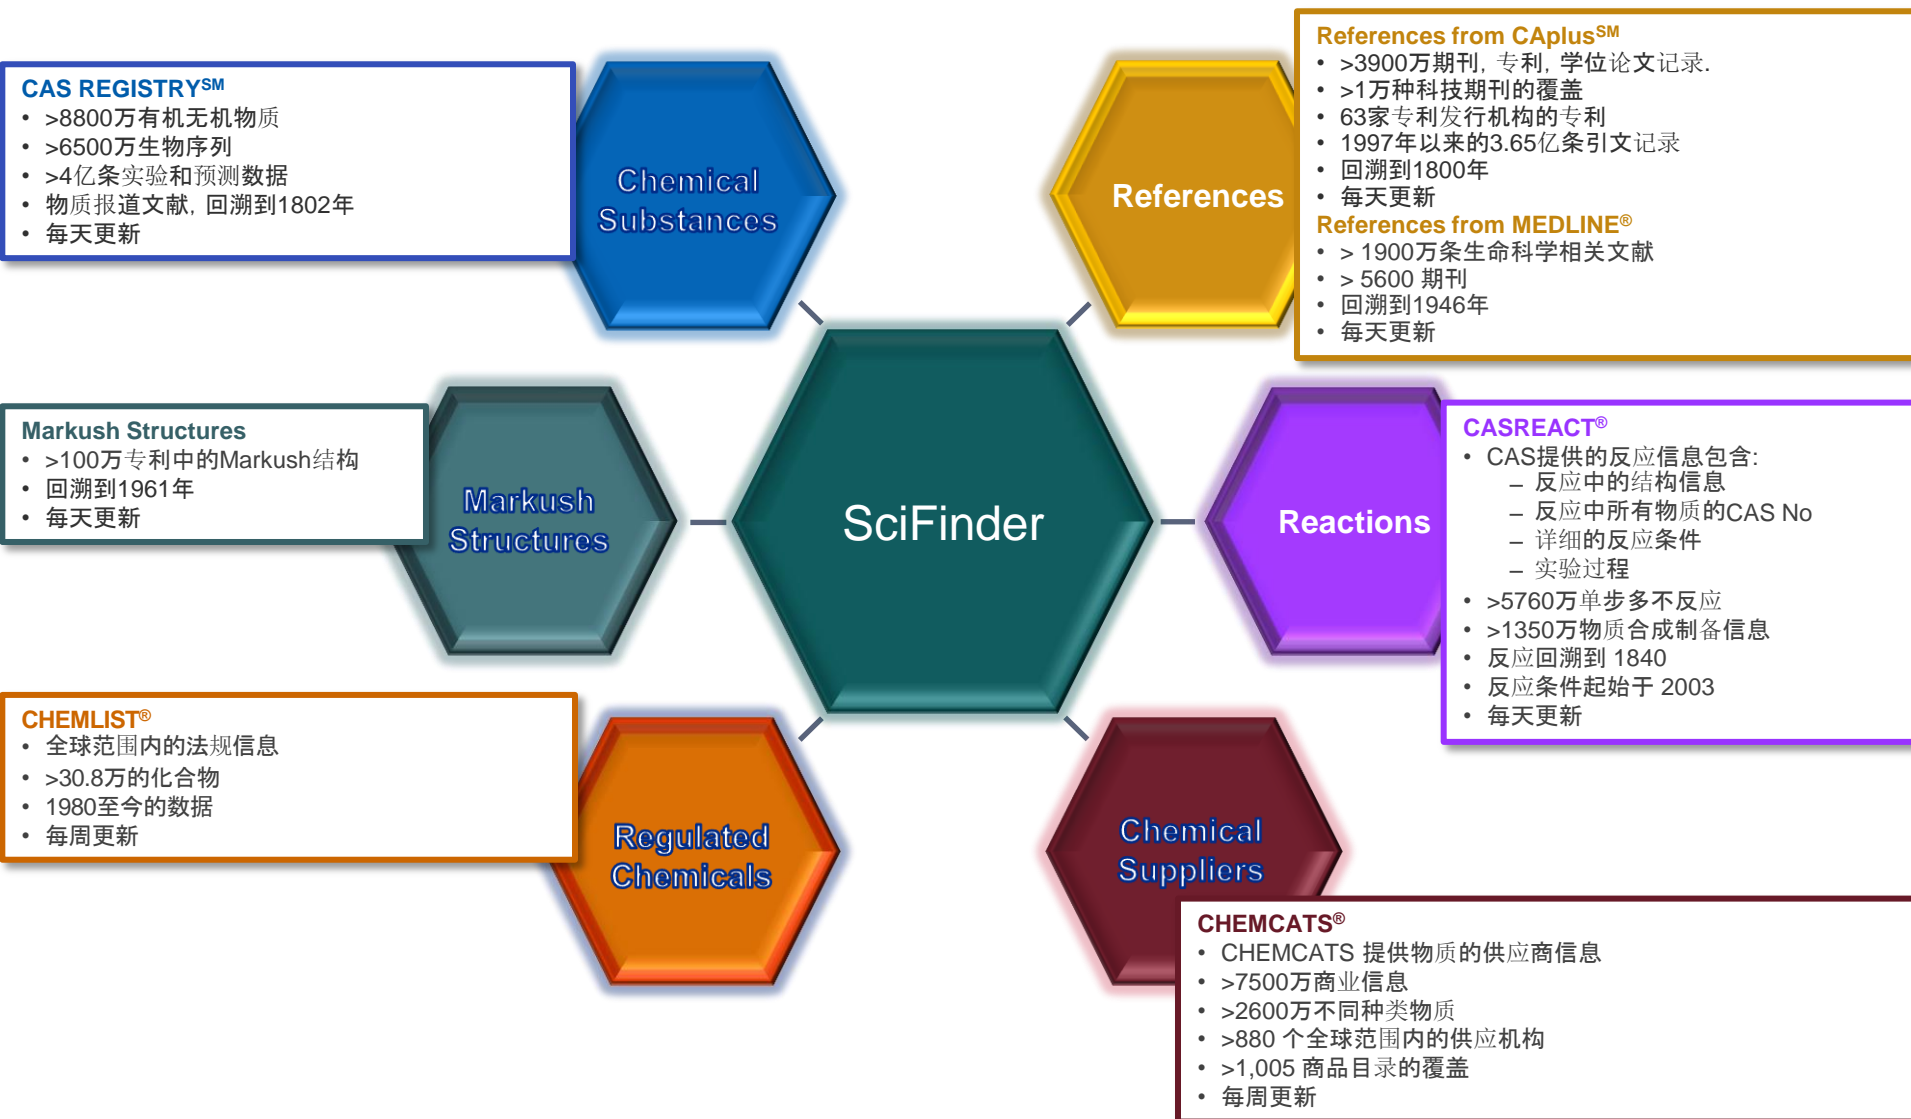 CAS REGISTRY℠
• >8800万有机无机物质
• >6500万生物序列
• >4亿条实验和预测数据
• 物质报道文献, 回溯到1802年
• 每天更新
Chemical
Substances
References
References from CAplus℠
• >3900万期刊, 专利, 学位论文记录.
• >1万种科技期刊的覆盖
• 63家专利发行机构的专利
• 1997年以来的3.65亿条引文记录
• 回溯到1800年
• 每天更新
References from MEDLINE®
• > 1900万条生命科学相关文献
• > 5600 期刊
• 回溯到1946年
• 每天更新
Markush Structures
• >100万专利中的Markush结构
• 回溯到1961年
• 每天更新
Markush
Structures
SciFinder
Reactions
CASREACT®
• CAS提供的反应信息包含:
– 反应中的结构信息
– 反应中所有物质的CAS No
– 详细的反应条件
– 实验过程
• >5760万单步多不反应
• >1350万物质合成制备信息
• 反应回溯到 1840
• 反应条件起始于 2003
• 每天更新
CHEMLIST®
• 全球范围内的法规信息
• >30.8万的化合物
• 1980至今的数据
• 每周更新
Regulated
Chemicals
Chemical
Suppliers
CHEMCATS®
• CHEMCATS 提供物质的供应商信息
• >7500万商业信息
• >2600万不同种类物质
• >880 个全球范围内的供应机构
• >1,005 商品目录的覆盖
• 每周更新